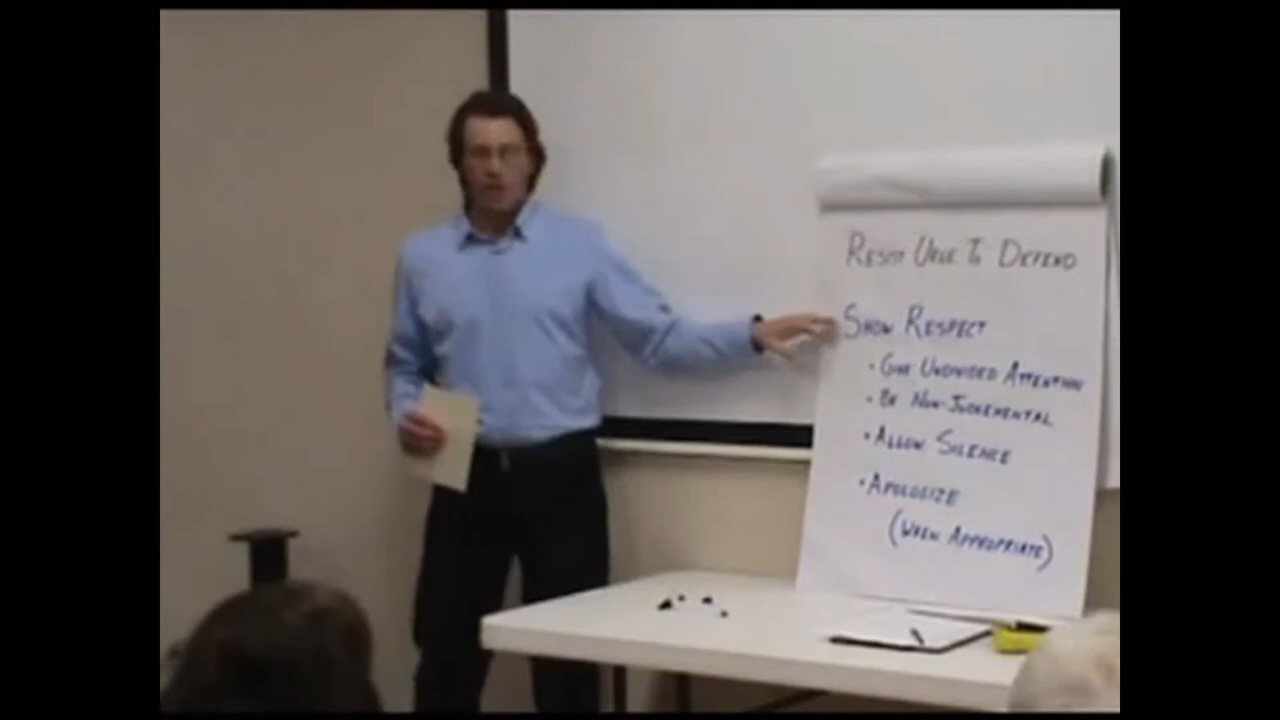 RESIST URGE TO DEFEND
SHOW RESPECT
• GIVE UNDIVIDED ATTENTION
• BE NON-JUDGEMENTAL
• ALLOW SILENCE
• APOLOGIZE
(WHEN APPROPRIATE)